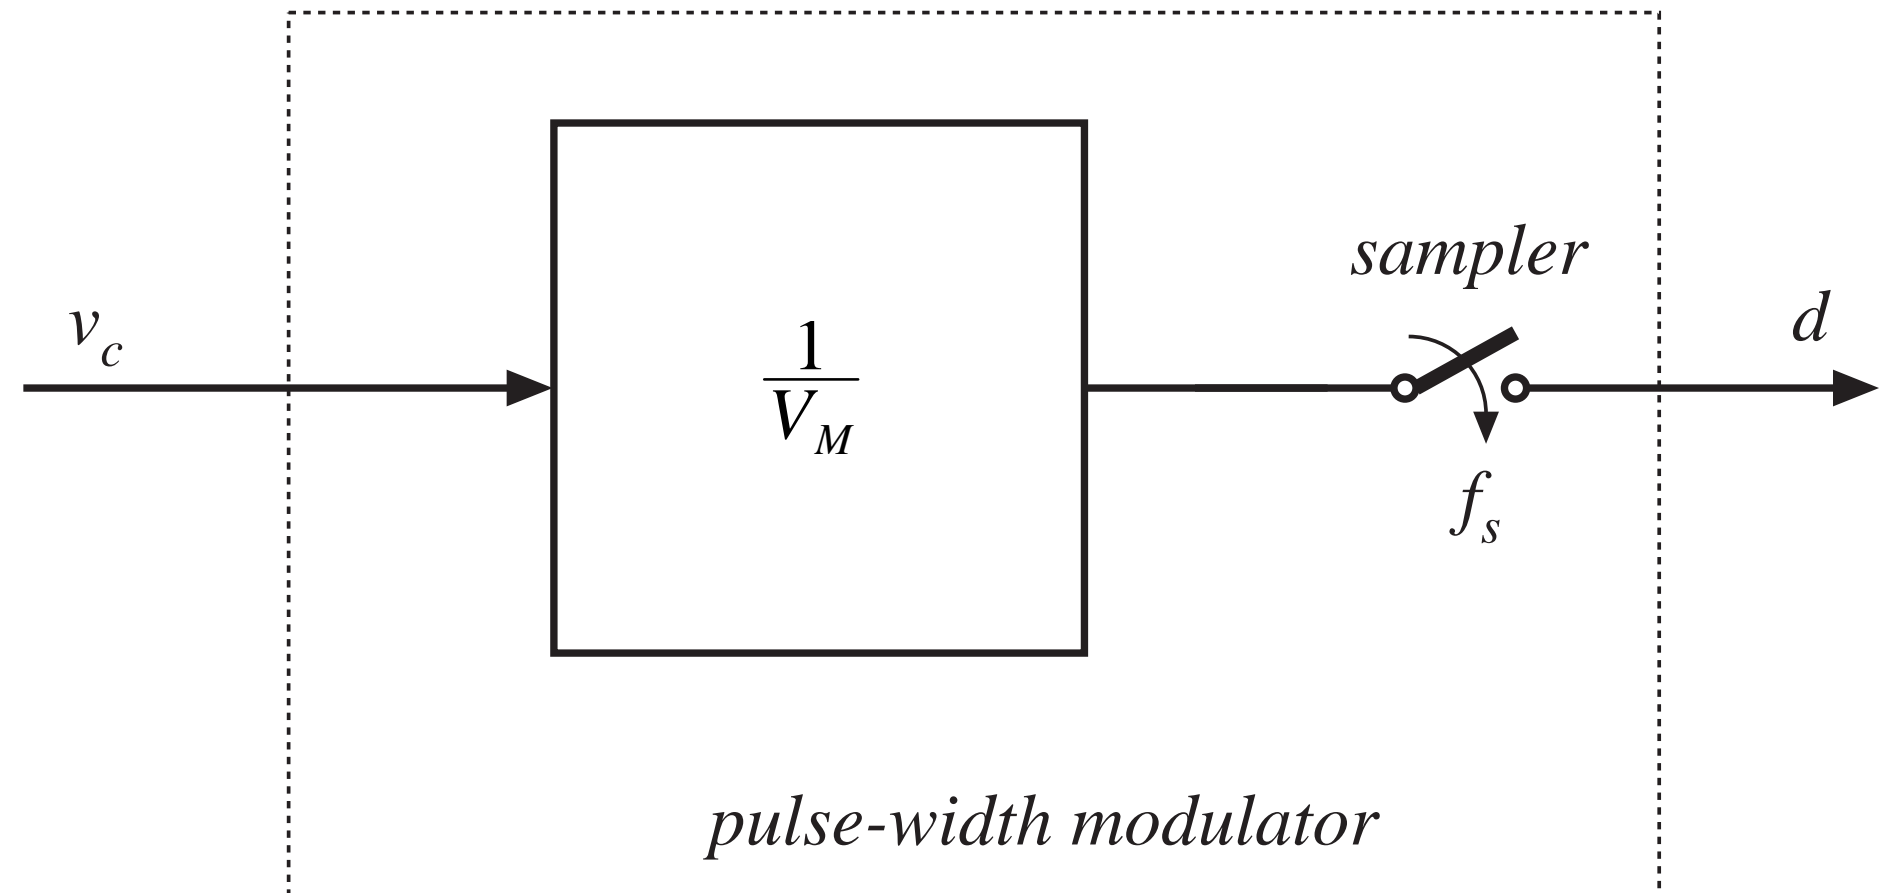 sampler
v_c
d
1
V_M
f_s
pulse-width modulator